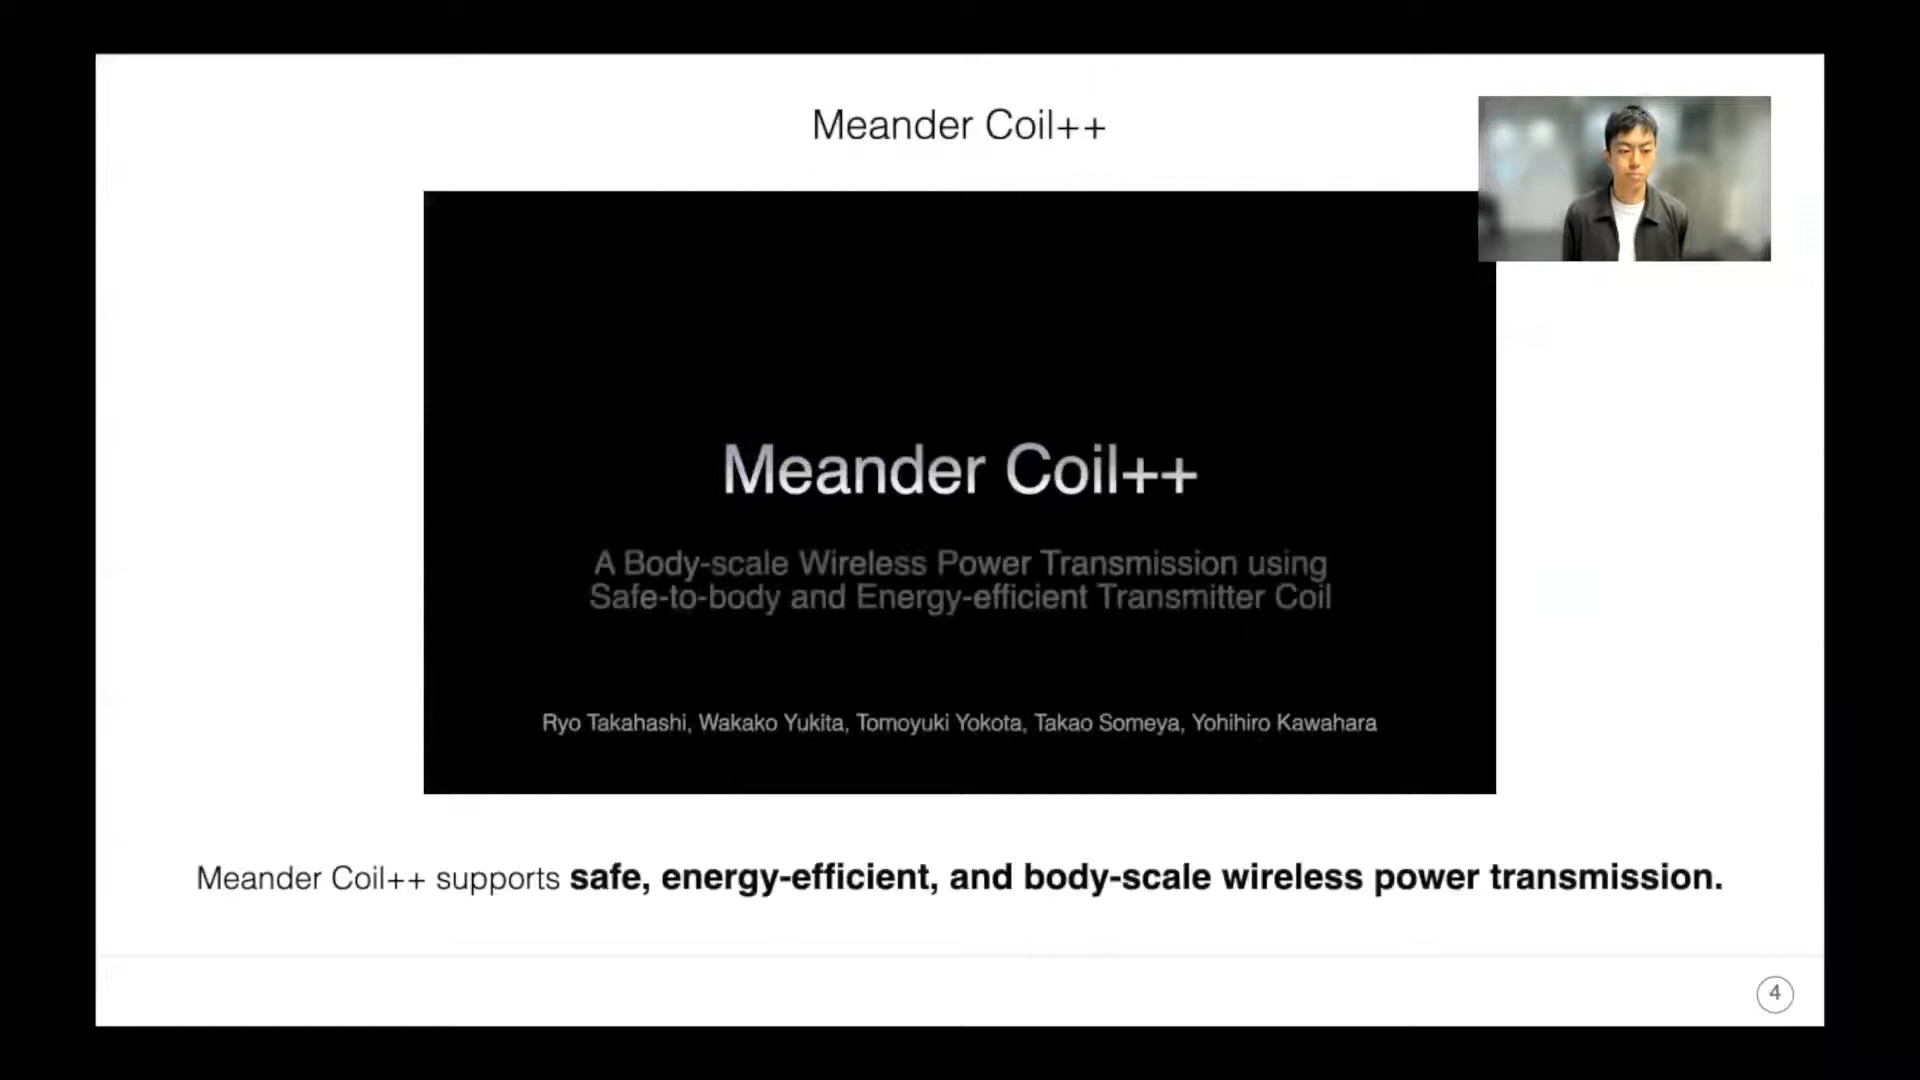 Meander Coil++
Meander Coil++
A Body-scale Wireless Power Transmission using
Safe-to-body and Energy-efficient Transmitter Coil
Ryo Takahashi, Wakako Yukita, Tomoyuki Yokota, Takao Someya, Yohihiro Kawahara
Meander Coil++ supports safe, energy-efficient, and body-scale wireless power transmission.
4